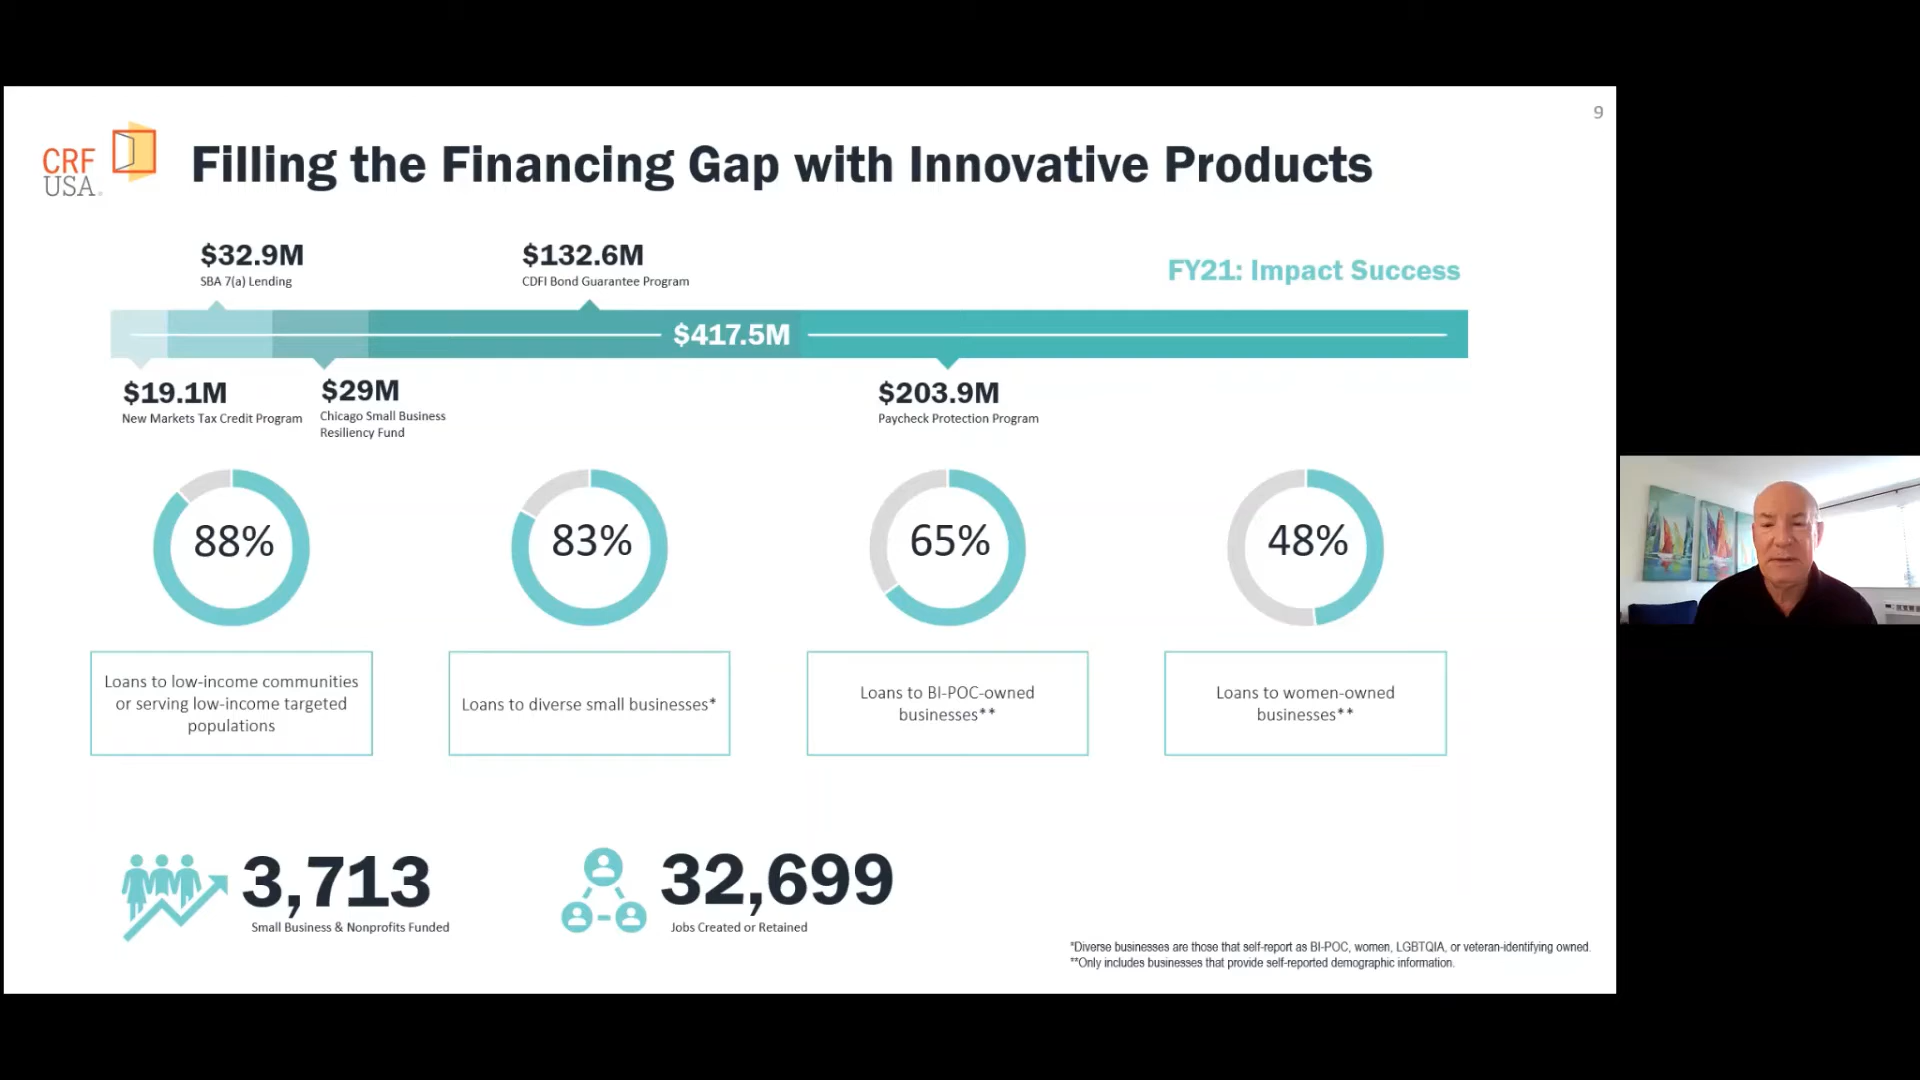 9
CRF
USA
Filling the Financing Gap with Innovative Products
$32.9M
SBA 7(a) Lending
$132.6M
CDFI Bond Guarantee Program
FY21: Impact Success
$417.5M
$19.1M
New Markets Tax Credit Program
$29M
Chicago Small Business
Resiliency Fund
$203.9M
Paycheck Protection Program
88%
83%
65%
48%
Loans to low-income communities
or serving low-income targeted
populations
Loans to diverse small businesses*
Loans to BI-POC-owned
businesses**
Loans to women-owned
businesses**
3,713
Small Business & Nonprofits Funded
32,699
Jobs Created or Retained
*Diverse businesses are those that self-report as BI-POC, women, LGBTQIA, or veteran-identifying owned.
**Only includes businesses that provide self-reported demographic information.